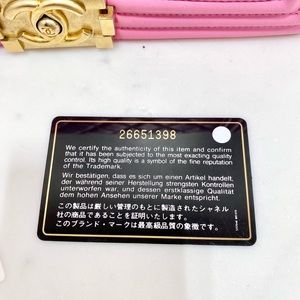 26651398
We certify the authenticity of this item and confirm
that it has been subjected to the most exacting quality
control. Its high quality is a symbol of the fine reputation
of the Trademark.
Wir bestätigen, dass es sich um einen Artikel handelt,
der während seiner Herstellung strengsten Kontrollen
unterworfen war, und dessen erstklassige Qualität
dem hohen Ansehen unserer Marke entspricht.
この製品は厳しい管理のもとに製造されたシャネル
社の商品であることを証明いたします。
このブランド・マークは最高級品質の象徴です。